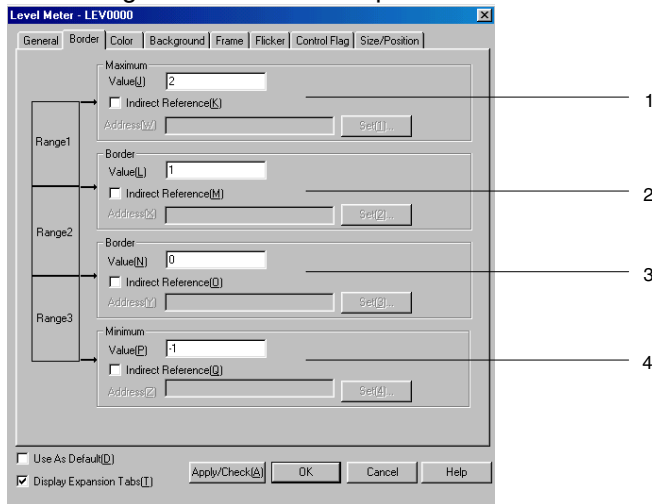 Level Meter - LEV0000
General Border Color Background Frame Flicker Control Flag Size/Position
Maximum
Value(J) 2
Indirect Reference(K)
Address(W) Set(1)...
1
Range1
Border
Value(L) 1
Indirect Reference(M)
Address(X) Set(2)...
2
Range2
Border
Value(N) 0
Indirect Reference(O)
Address(Y) Set(3)...
3
Range3
Minimum
Value(P) -1
Indirect Reference(Q)
Address(Z) Set(4)...
4
Use As Default(D)
Display Expansion Tabs(T)
Apply/Check(A) OK Cancel Help